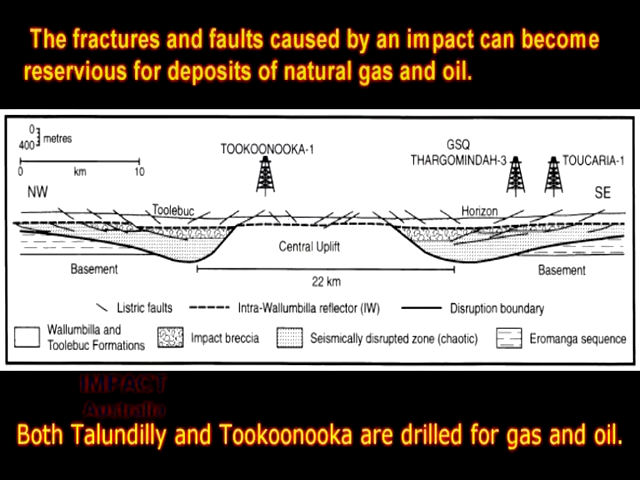 The fractures and faults caused by an impact can become
reservious for deposits of natural gas and oil.
0
400 metres
0 km 10
TOOKOONOOKA-1
GSQ
THARGOMINDAH-3
TOUCARIA-1
NW
SE
Toolebuc
Horizon
Central Uplift
Basement
Basement
22 km
Listric faults
Intra-Wallumbilla reflector (IW)
Disruption boundary
Wallumbilla and
Toolebuc Formations
Impact breccia
Seismically disrupted zone (chaotic)
Eromanga sequence
IMPACT
Australia
Both Talundilly and Tookoonooka are drilled for gas and oil.